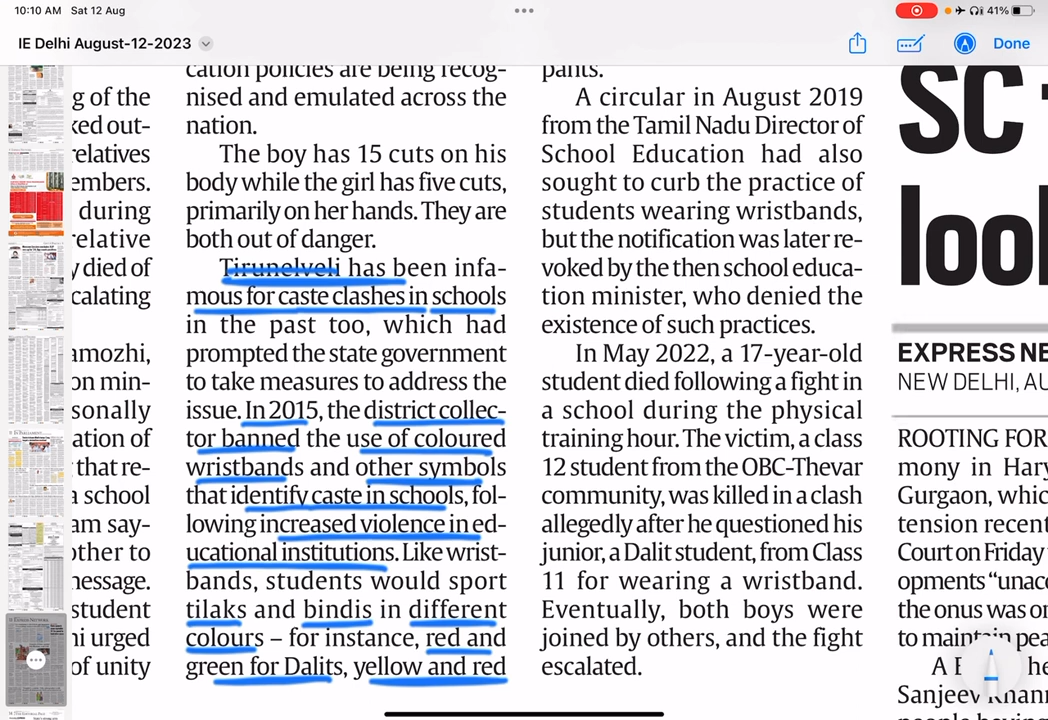 10:10 AM Sat 12 Aug
41%
IE Delhi August-12-2023
Done
g of the
ked out-
relatives
embers.
during
relative
y died of
calating
amozhi,
on min-
sonally
ation of
that re-
a school
am say-
other to
message.
student
ni urged
of unity
cation policies are being recog-
nised and emulated across the
nation.
The boy has 15 cuts on his
body while the girl has five cuts,
primarily on her hands. They are
both out of danger.
Tirunelveli has been infa-
mous for caste clashes in schools
in the past too, which had
prompted the state government
to take measures to address the
issue. In 2015, the district collec-
tor banned the use of coloured
wristbands and other symbols
that identify caste in schools, fol-
lowing increased violence in ed-
ucational institutions. Like wrist-
bands, students would sport
tilaks and bindis in different
colours – for instance, red and
green for Dalits, yellow and red
pants.
A circular in August 2019
from the Tamil Nadu Director of
School Education had also
sought to curb the practice of
students wearing wristbands,
but the notification was later re-
voked by the then school educa-
tion minister, who denied the
existence of such practices.
In May 2022, a 17-year-old
student died following a fight in
a school during the physical
training hour. The victim, a class
12 student from the OBC-Thevar
community, was killed in a clash
allegedly after he questioned his
junior, a Dalit student, from Class
11 for wearing a wristband.
Eventually, both boys were
joined by others, and the fight
escalated.
SC
loo
EXPRESS NE
NEW DELHI, AU
ROOTING FOR
mony in Hary
Gurgaon, whic
tension recent
Court on Friday
opments "unac
the onus was on
to maintain pea
A
he
Sanjeev Khann